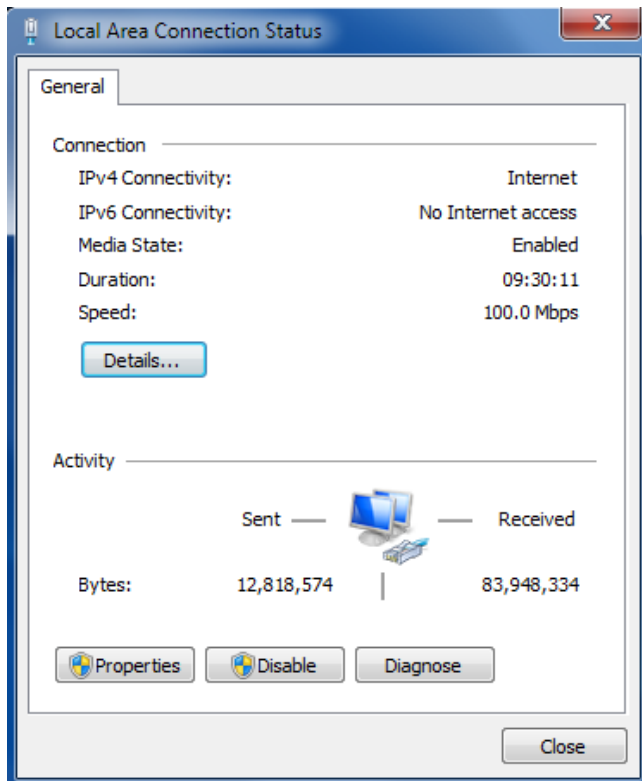 Local Area Connection Status
General
Connection
IPv4 Connectivity: Internet
IPv6 Connectivity: No Internet access
Media State: Enabled
Duration: 09:30:11
Speed: 100.0 Mbps
Details...
Activity
Sent Received
Bytes: 12,818,574 83,948,334
Properties Disable Diagnose
Close